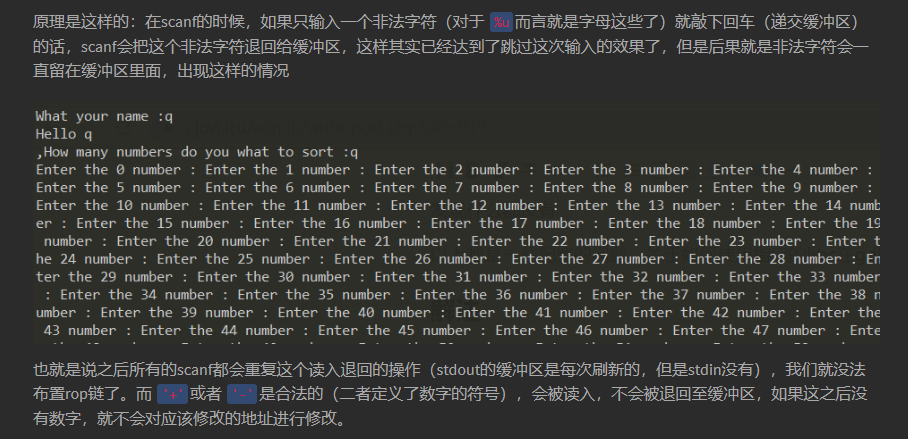 原理是这样的：在scanf的时候，如果只输入一个非法字符（对于 %u 而言就是字母这些了）就敲下回车（递交缓冲区）
的话，scanf会把这个非法字符退回给缓冲区，这样其实已经达到了跳过这次输入的效果了，但是后果就是非法字符会一
直留在缓冲区里面，出现这样的情况
What your name :q
Hello q
,How many numbers do you what to sort :q
Enter the 0 number : Enter the 1 number : Enter the 2 number : Enter the 3 number : Enter the 4 number :
Enter the 5 number : Enter the 6 number : Enter the 7 number : Enter the 8 number : Enter the 9 number :
Enter the 10 number : Enter the 11 number : Enter the 12 number : Enter the 13 number : Enter the 14 numb
er : Enter the 15 number : Enter the 16 number : Enter the 17 number : Enter the 18 number : Enter the 19
number : Enter the 20 number : Enter the 21 number : Enter the 22 number : Enter the 23 number : Enter t
he 24 number : Enter the 25 number : Enter the 26 number : Enter the 27 number : Enter the 28 number : En
ter the 29 number : Enter the 30 number : Enter the 31 number : Enter the 32 number : Enter the 33 number
: Enter the 34 number : Enter the 35 number : Enter the 36 number : Enter the 37 number : Enter the 38 n
umber : Enter the 39 number : Enter the 40 number : Enter the 41 number : Enter the 42 number : Enter the
43 number : Enter the 44 number : Enter the 45 number : Enter the 46 number : Enter the 47 number : Ente
也就是说之后所有的scanf都会重复这个读入退回的操作（stdout的缓冲区是每次刷新的，但是stdin没有），我们就没法
布置rop链了。而 '+' 或者 '-' 是合法的（二者定义了数字的符号），会被读入，不会被退回至缓冲区，如果这之后没
有数字，就不会对应该修改的地址进行修改。